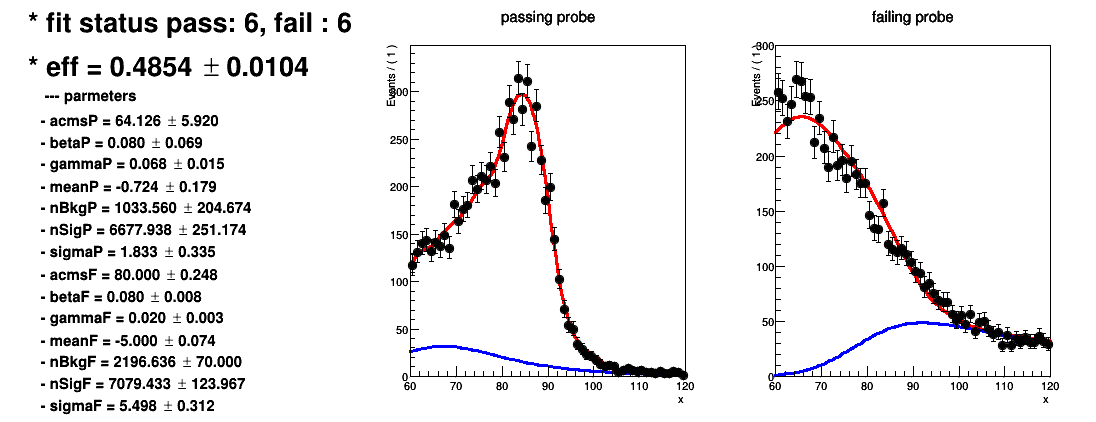 * fit status pass: 6, fail : 6
* eff = 0.4854 ± 0.0104
--- parmeters
- acmsP = 64.126 ± 5.920
- betaP = 0.080 ± 0.069
- gammaP = 0.068 ± 0.015
- meanP = -0.724 ± 0.179
- nBkgP = 1033.560 ± 204.674
- nSigP = 6677.938 ± 251.174
- sigmaP = 1.833 ± 0.335
- acmsF = 80.000 ± 0.248
- betaF = 0.080 ± 0.008
- gammaF = 0.020 ± 0.003
- meanF = -5.000 ± 0.074
- nBkgF = 2196.636 ± 70.000
- nSigF = 7079.433 ± 123.967
- sigmaF = 5.498 ± 0.312
passing probe
Events / ( 1 )
300
250
200
150
100
50
0
60 70 80 90 100 110 120
x
failing probe
Events / ( 1 )
300
250
200
150
100
50
0
60 70 80 90 100 110 120
x